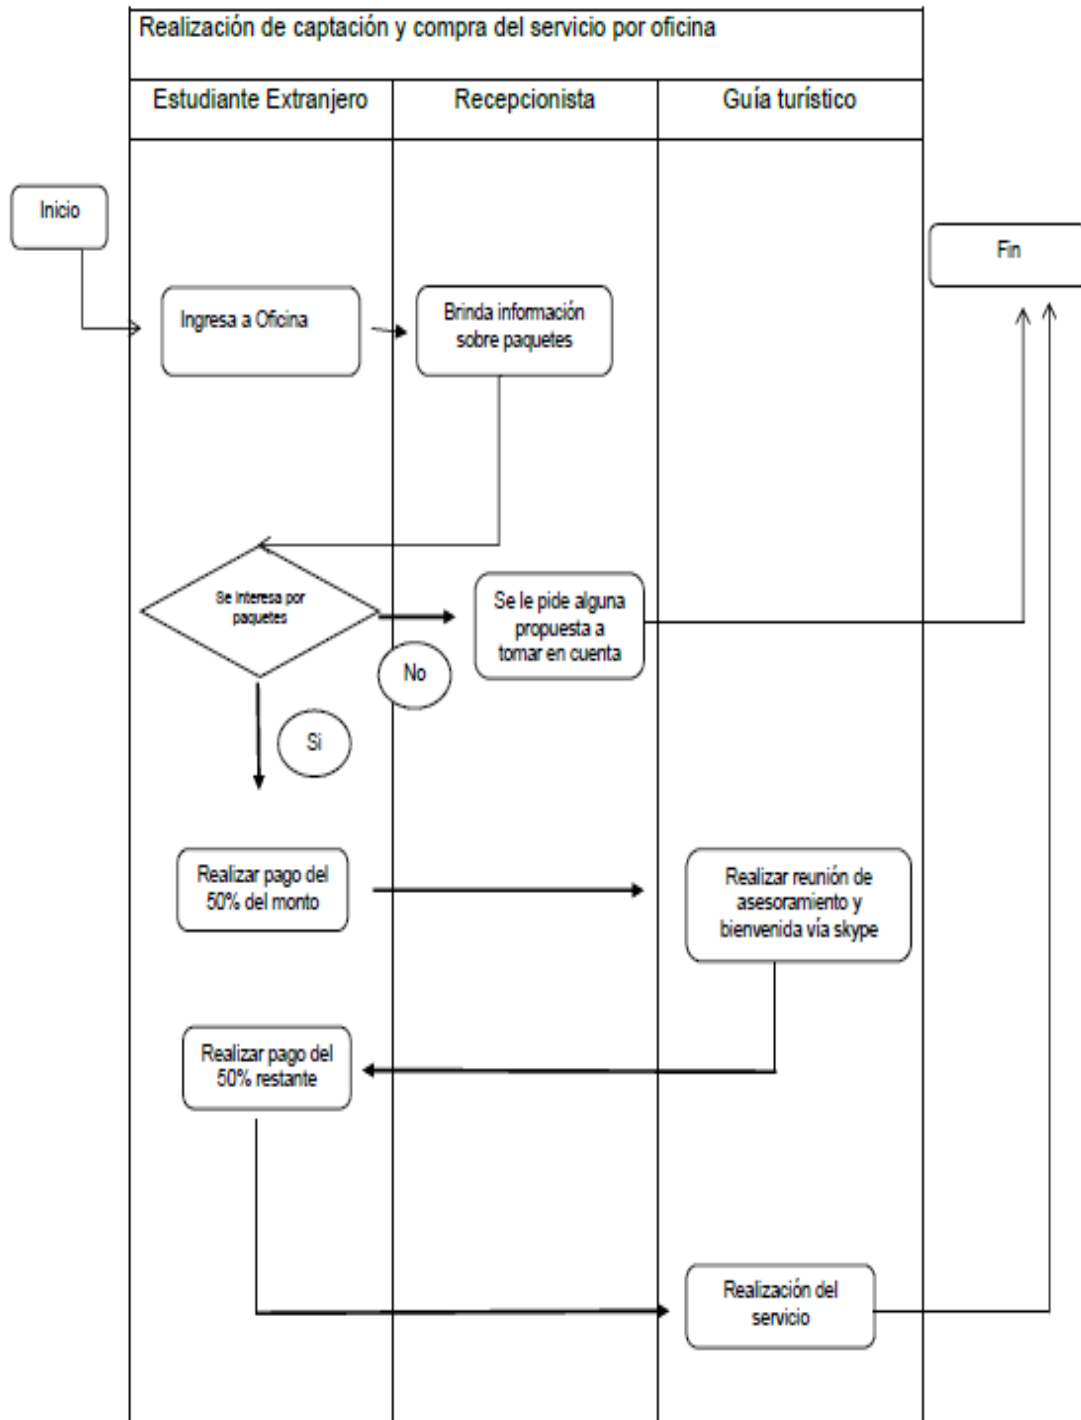 Realización de captación y compra del servicio por oficina
Estudiante Extranjero
Recepcionista
Guía turístico
Inicio
Fin
Ingresa a Oficina
Brinda información
sobre paquetes
Se interesa por
paquetes
Se le pide alguna
propuesta a
tomar en cuenta
No
Si
Realizar pago del
50% del monto
Realizar reunión de
asesoramiento y
bienvenida vía skype
Realizar pago del
50% restante
Realización del
servicio